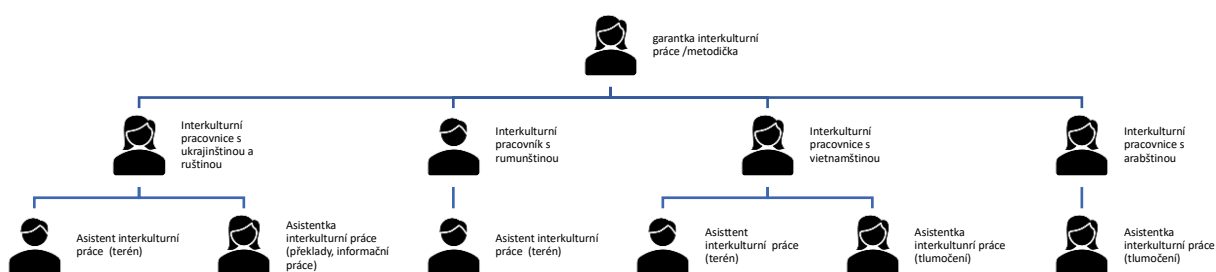 garantka interkulturní
práce /metodička
Interkulturní
pracovnice s
ukrajinštinou a
ruštinou
Interkulturní
pracovník s
rumunštinou
Interkulturní
pracovnice s
vietnamštinou
Interkulturní
pracovnice s
arabštinou
Asistent interkulturní
práce (terén)
Asistentka
interkulturní práce
(překlady, informační
práce)
Asistent interkulturní
práce (terén)
Asisttent
interkulturní práce
(terén)
Asistentka
interkulturní práce
(tlumočení)
Asistentka
interkulturní práce
(tlumočení)